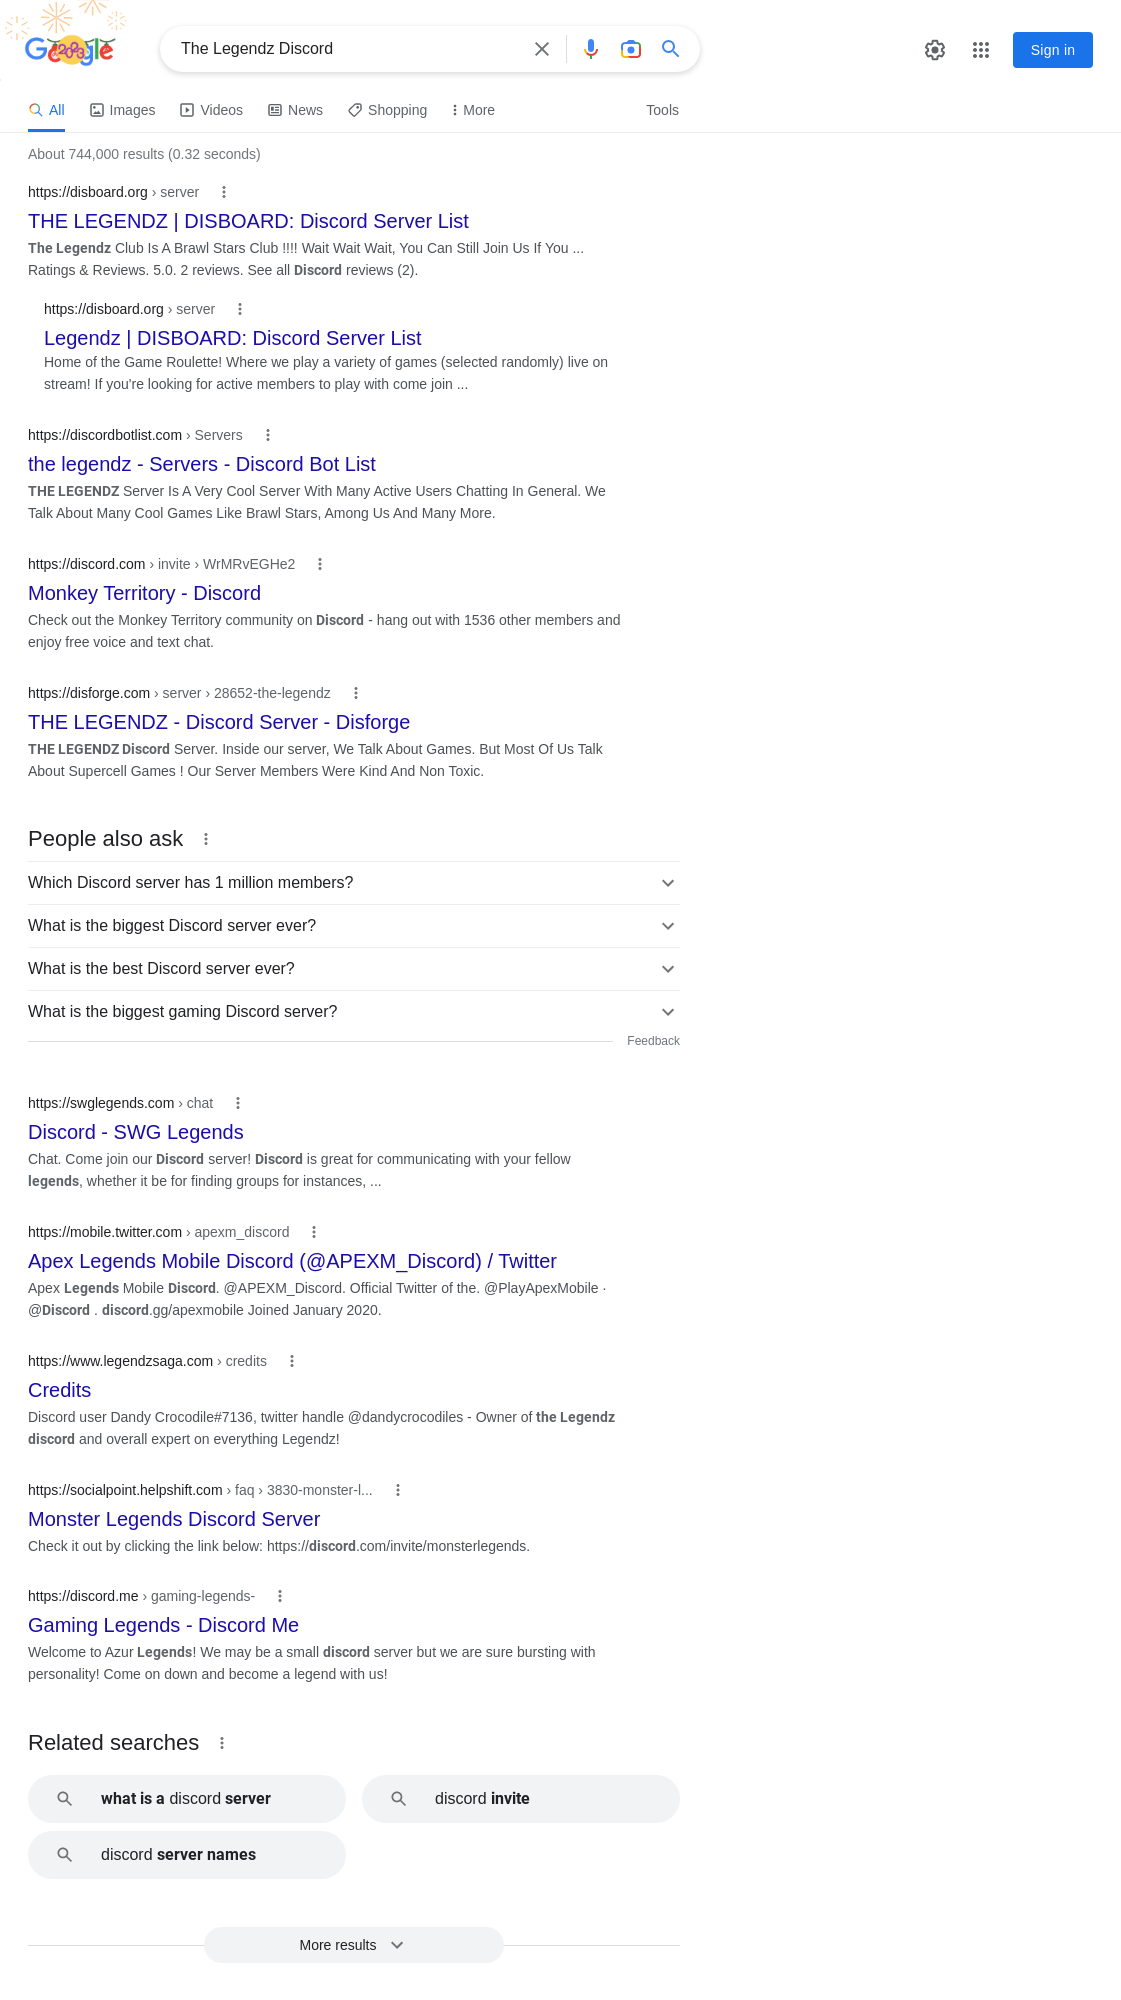 Google
The Legendz Discord
Sign in
All
Images
Videos
News
Shopping
More
Tools
About 744,000 results (0.32 seconds)
https://disboard.org › server
THE LEGENDZ | DISBOARD: Discord Server List
The Legendz Club Is A Brawl Stars Club !!!! Wait Wait Wait, You Can Still Join Us If You ...
Ratings & Reviews. 5.0. 2 reviews. See all Discord reviews (2).
https://disboard.org › server
Legendz | DISBOARD: Discord Server List
Home of the Game Roulette! Where we play a variety of games (selected randomly) live on
stream! If you're looking for active members to play with come join ...
https://discordbotlist.com › Servers
the legendz - Servers - Discord Bot List
THE LEGENDZ Server Is A Very Cool Server With Many Active Users Chatting In General. We
Talk About Many Cool Games Like Brawl Stars, Among Us And Many More.
https://discord.com › invite › WrMRvEGHe2
Monkey Territory - Discord
Check out the Monkey Territory community on Discord - hang out with 1536 other members and
enjoy free voice and text chat.
https://disforge.com › server › 28652-the-legendz
THE LEGENDZ - Discord Server - Disforge
THE LEGENDZ Discord Server. Inside our server, We Talk About Games. But Most Of Us Talk
About Supercell Games ! Our Server Members Were Kind And Non Toxic.
People also ask
Which Discord server has 1 million members?
What is the biggest Discord server ever?
What is the best Discord server ever?
What is the biggest gaming Discord server?
Feedback
https://swglegends.com › chat
Discord - SWG Legends
Chat. Come join our Discord server! Discord is great for communicating with your fellow
legends, whether it be for finding groups for instances, ...
https://mobile.twitter.com › apexm_discord
Apex Legends Mobile Discord (@APEXM_Discord) / Twitter
Apex Legends Mobile Discord. @APEXM_Discord. Official Twitter of the. @PlayApexMobile ·
@Discord . discord.gg/apexmobile Joined January 2020.
https://www.legendzsaga.com › credits
Credits
Discord user Dandy Crocodile#7136, twitter handle @dandycrocodiles - Owner of the Legendz
discord and overall expert on everything Legendz!
https://socialpoint.helpshift.com › faq › 3830-monster-l...
Monster Legends Discord Server
Check it out by clicking the link below: https://discord.com/invite/monsterlegends.
https://discord.me › gaming-legends-
Gaming Legends - Discord Me
Welcome to Azur Legends! We may be a small discord server but we are sure bursting with
personality! Come on down and become a legend with us!
Related searches
what is a discord server
discord invite
discord server names
More results